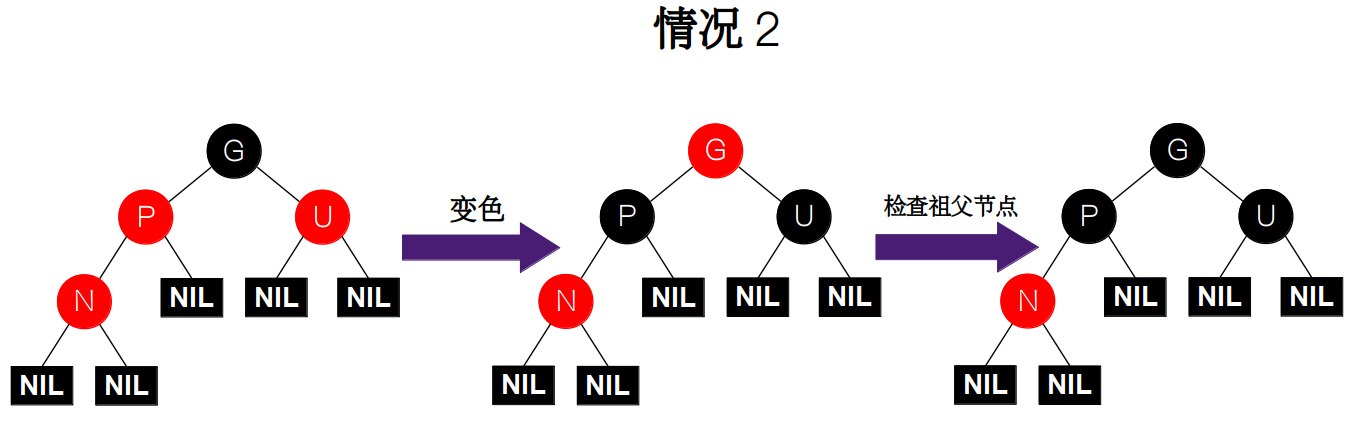 情况 2
G G G
P U 变色 P U 检查祖父节点 P U
N NIL NIL NIL N NIL NIL NIL N NIL NIL NIL
NIL NIL NIL NIL NIL NIL